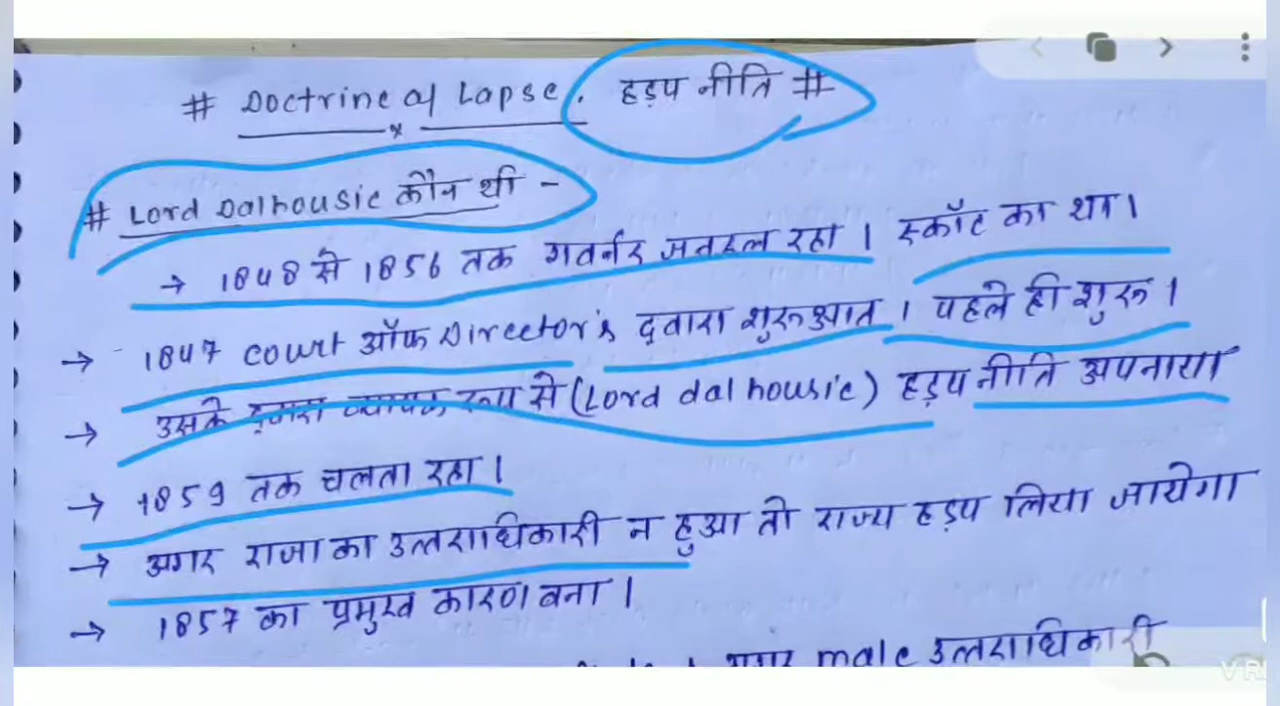 # Doctrine of Lapse. हड़प नीति #
# Lord Dalhousie कौन थी -
→ 1848 से 1856 तक गवर्नर जनरल रहा। स्कॉट का था।
→ 1847 court ऑफ Director's द्वारा शुरुआत। पहले ही शुरू।
→ उसके द्वारा व्यापक रूप से (Lord dalhousie) हड़प नीति अपनाया
→ 1859 तक चलता रहा।
→ अगर राजा का उत्तराधिकारी न हुआ तो राज्य हड़प लिया जायेगा
→ 1857 का प्रमुख कारण बना।
अगर male उत्तराधिकारी